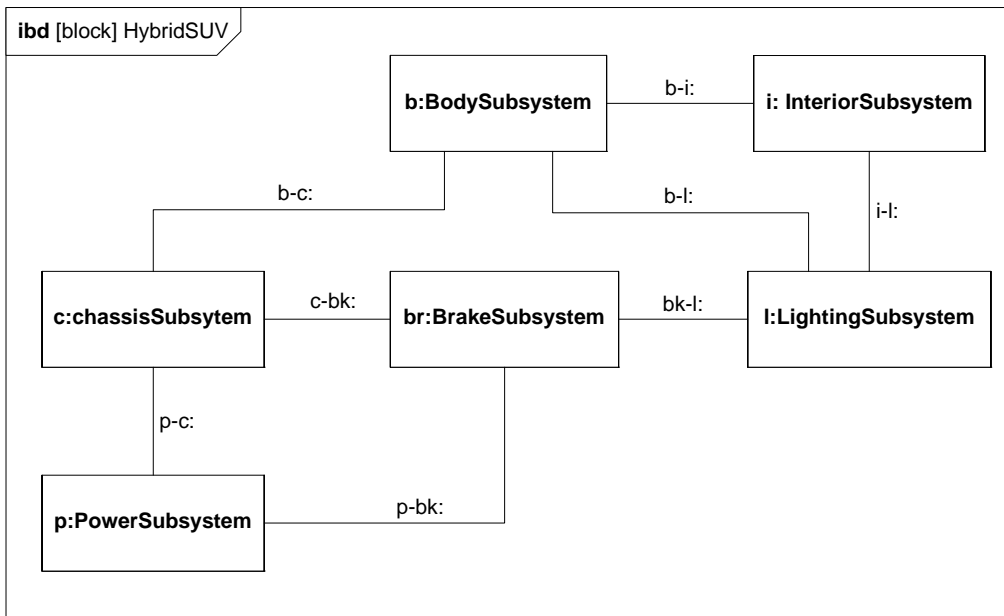 ibd [block] HybridSUV
b:BodySubsystem
b-i:
i: InteriorSubsystem
b-c:
b-l:
i-l:
c:chassisSubsytem
c-bk:
br:BrakeSubsystem
bk-l:
l:LightingSubsystem
p-c:
p:PowerSubsystem
p-bk: